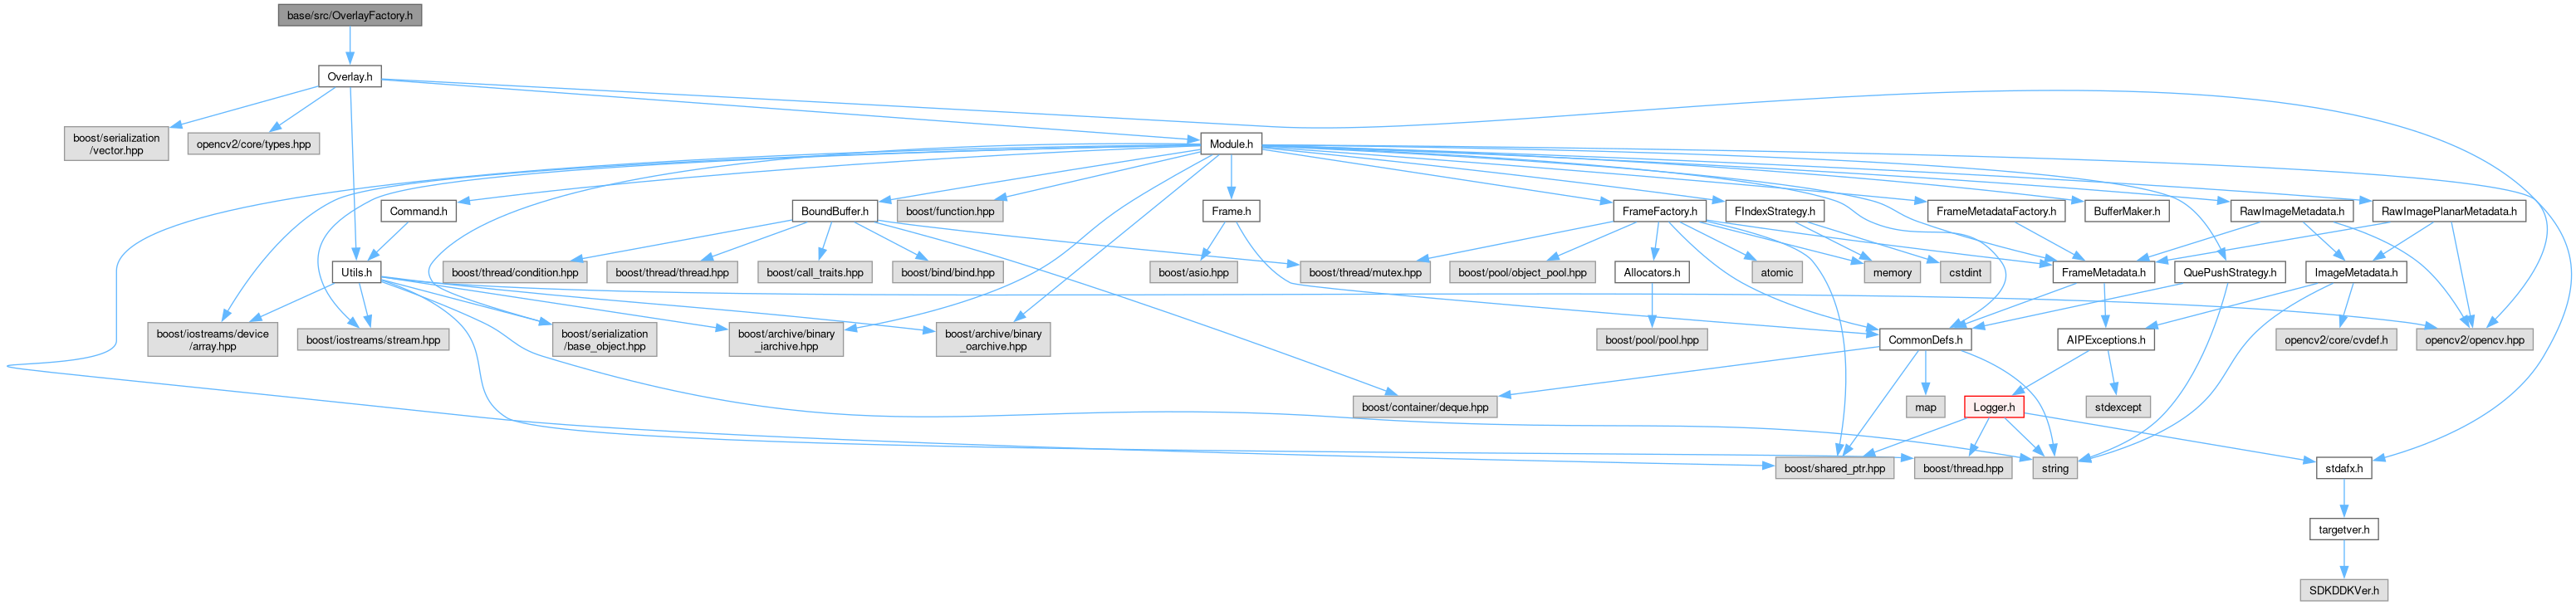 base/src/OverlayFactory.h
Overlay.h
boost/serialization
/vector.hpp
opencv2/core/types.hpp
Module.h
Command.h
BoundBuffer.h
boost/function.hpp
Frame.h
FrameFactory.h
FIndexStrategy.h
FrameMetadataFactory.h
BufferMaker.h
RawImageMetadata.h
RawImagePlanarMetadata.h
Utils.h
boost/thread/condition.hpp
boost/thread/thread.hpp
boost/call_traits.hpp
boost/bind/bind.hpp
boost/asio.hpp
boost/thread/mutex.hpp
boost/pool/object_pool.hpp
Allocators.h
atomic
memory
cstdint
FrameMetadata.h
QuePushStrategy.h
ImageMetadata.h
boost/iostreams/device
/array.hpp
boost/iostreams/stream.hpp
boost/serialization
/base_object.hpp
boost/archive/binary
_iarchive.hpp
boost/archive/binary
_oarchive.hpp
boost/pool/pool.hpp
CommonDefs.h
AIPExceptions.h
opencv2/core/cvdef.h
opencv2/opencv.hpp
boost/container/deque.hpp
map
Logger.h
stdexcept
boost/shared_ptr.hpp
boost/thread.hpp
string
stdafx.h
targetver.h
SDKDDKVer.h